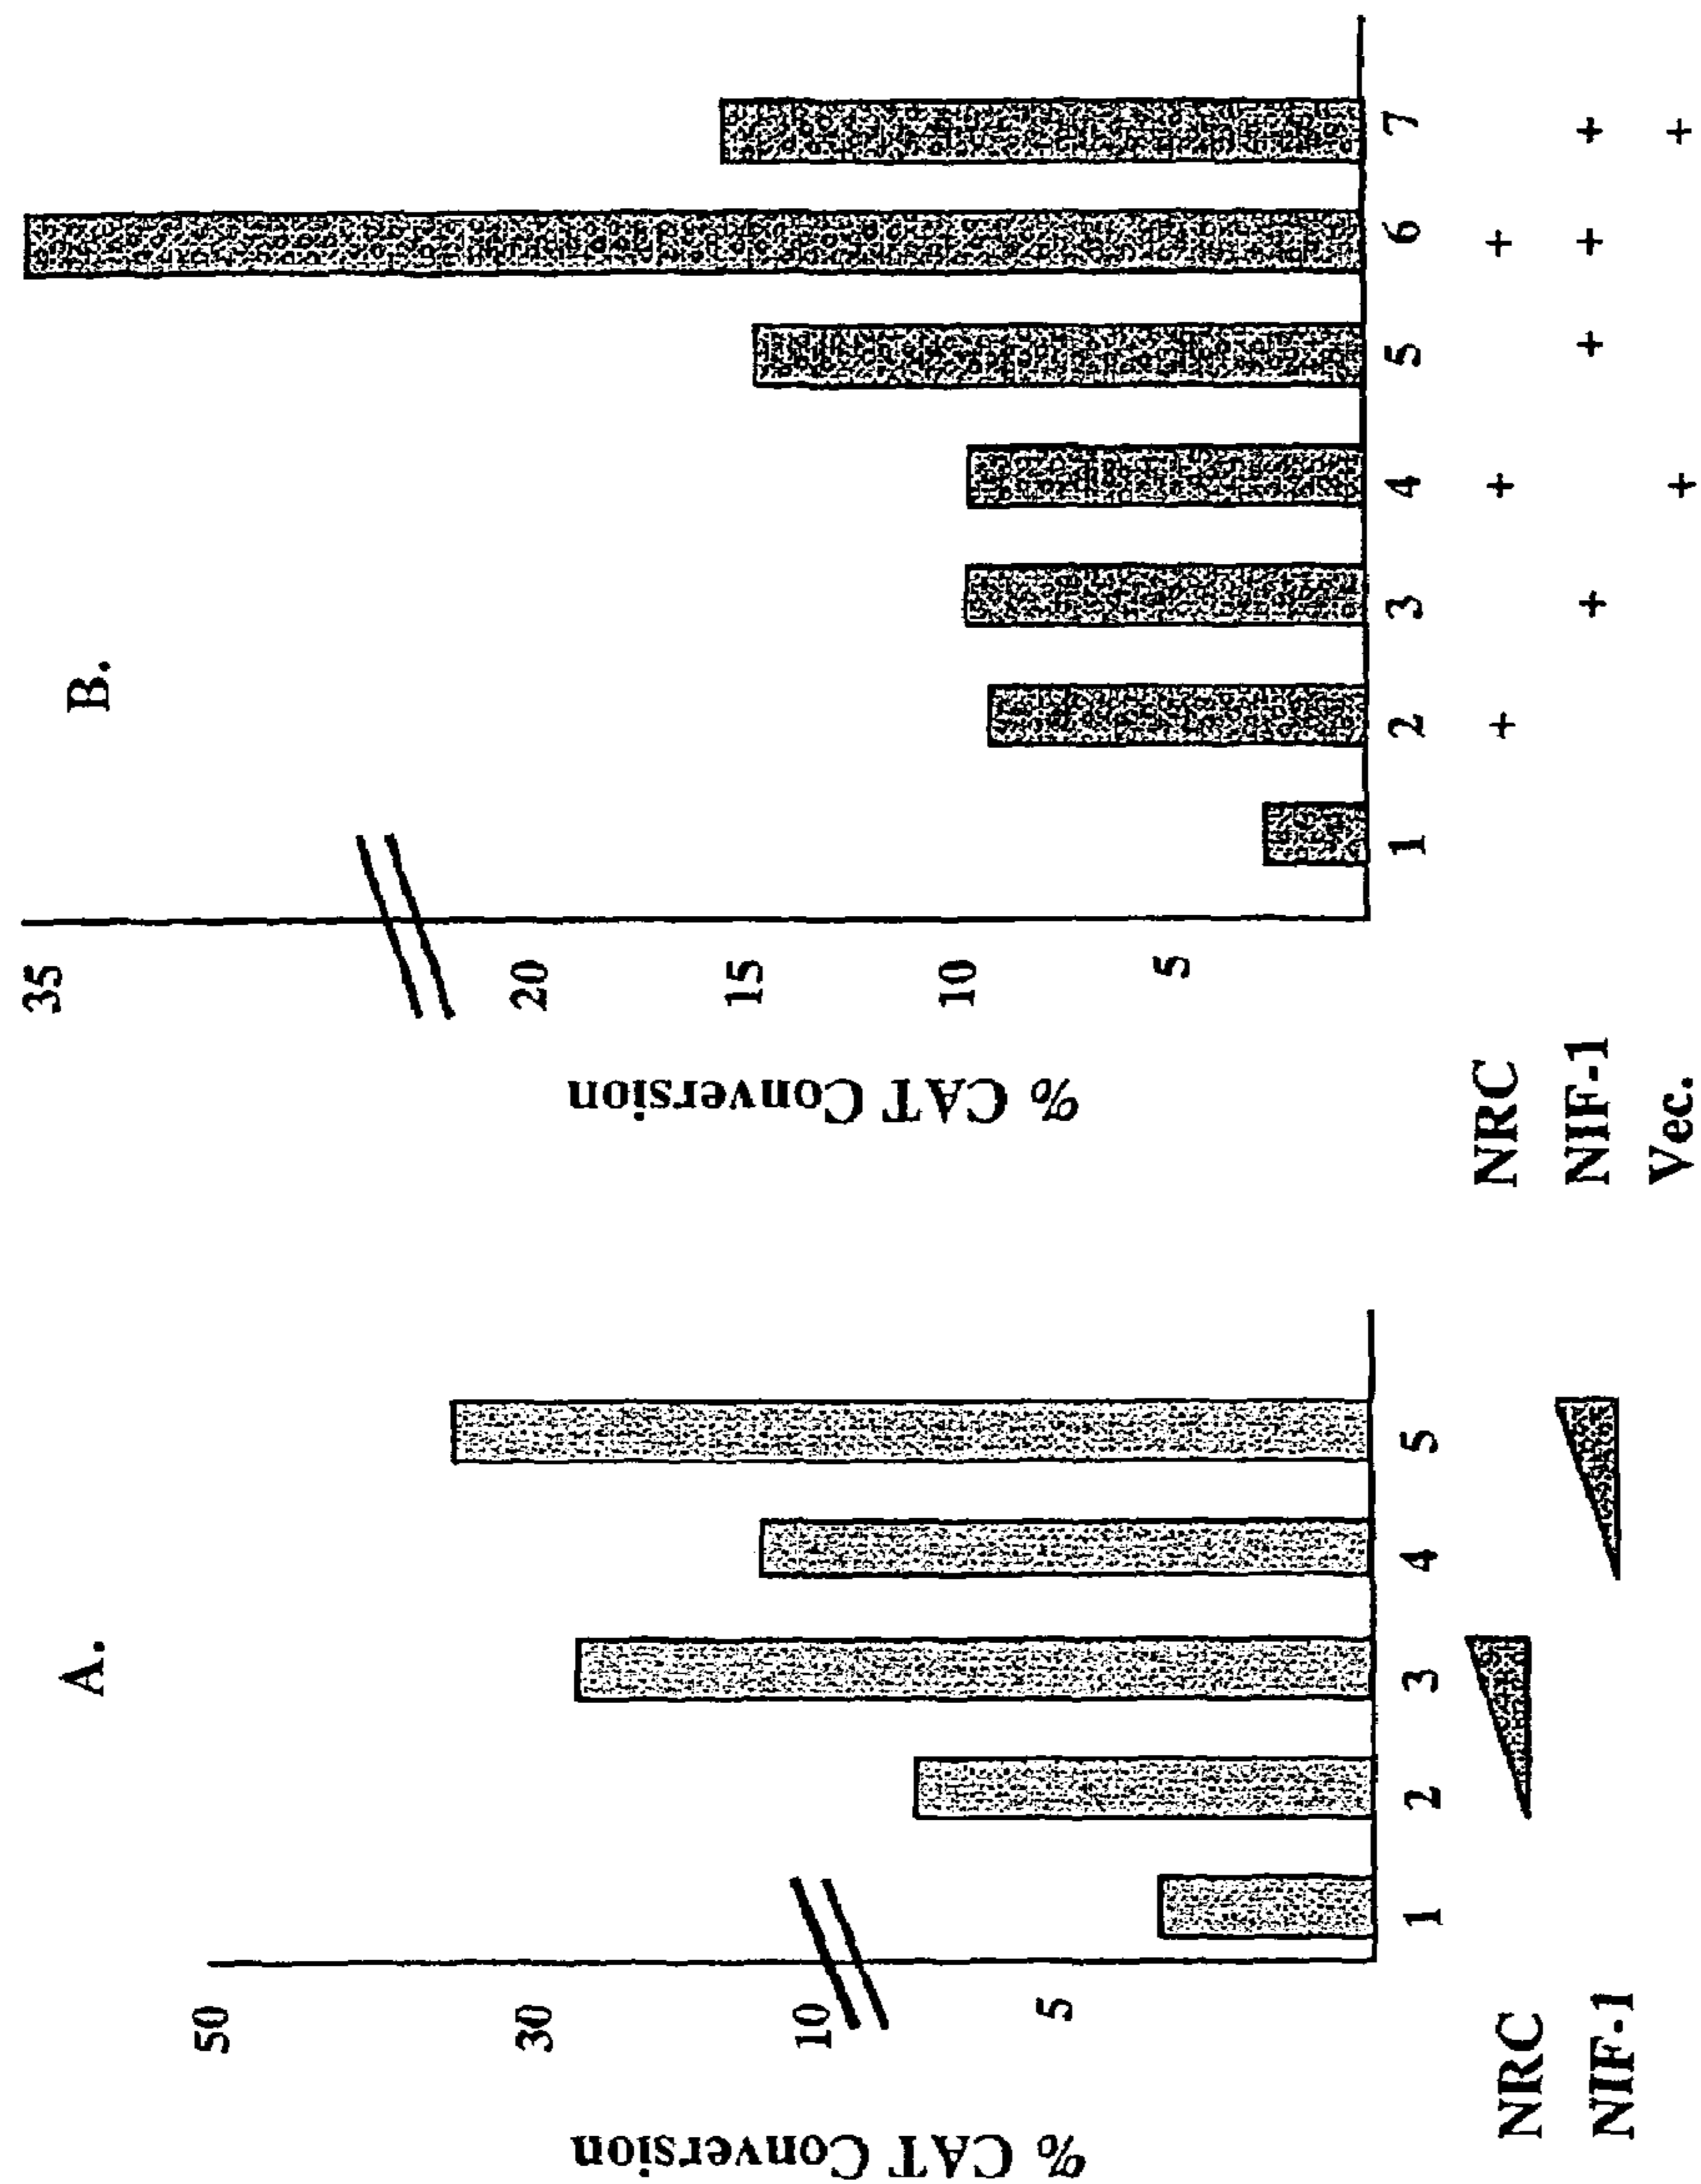 A.
% CAT Conversion
50
30
10
5
1 2 3 4 5
NRC
NIF-1
B.
% CAT Conversion
35
20
15
10
5
1 2 3 4 5 6 7
NRC + + +
NIF-1 + + + +
Vec. + +